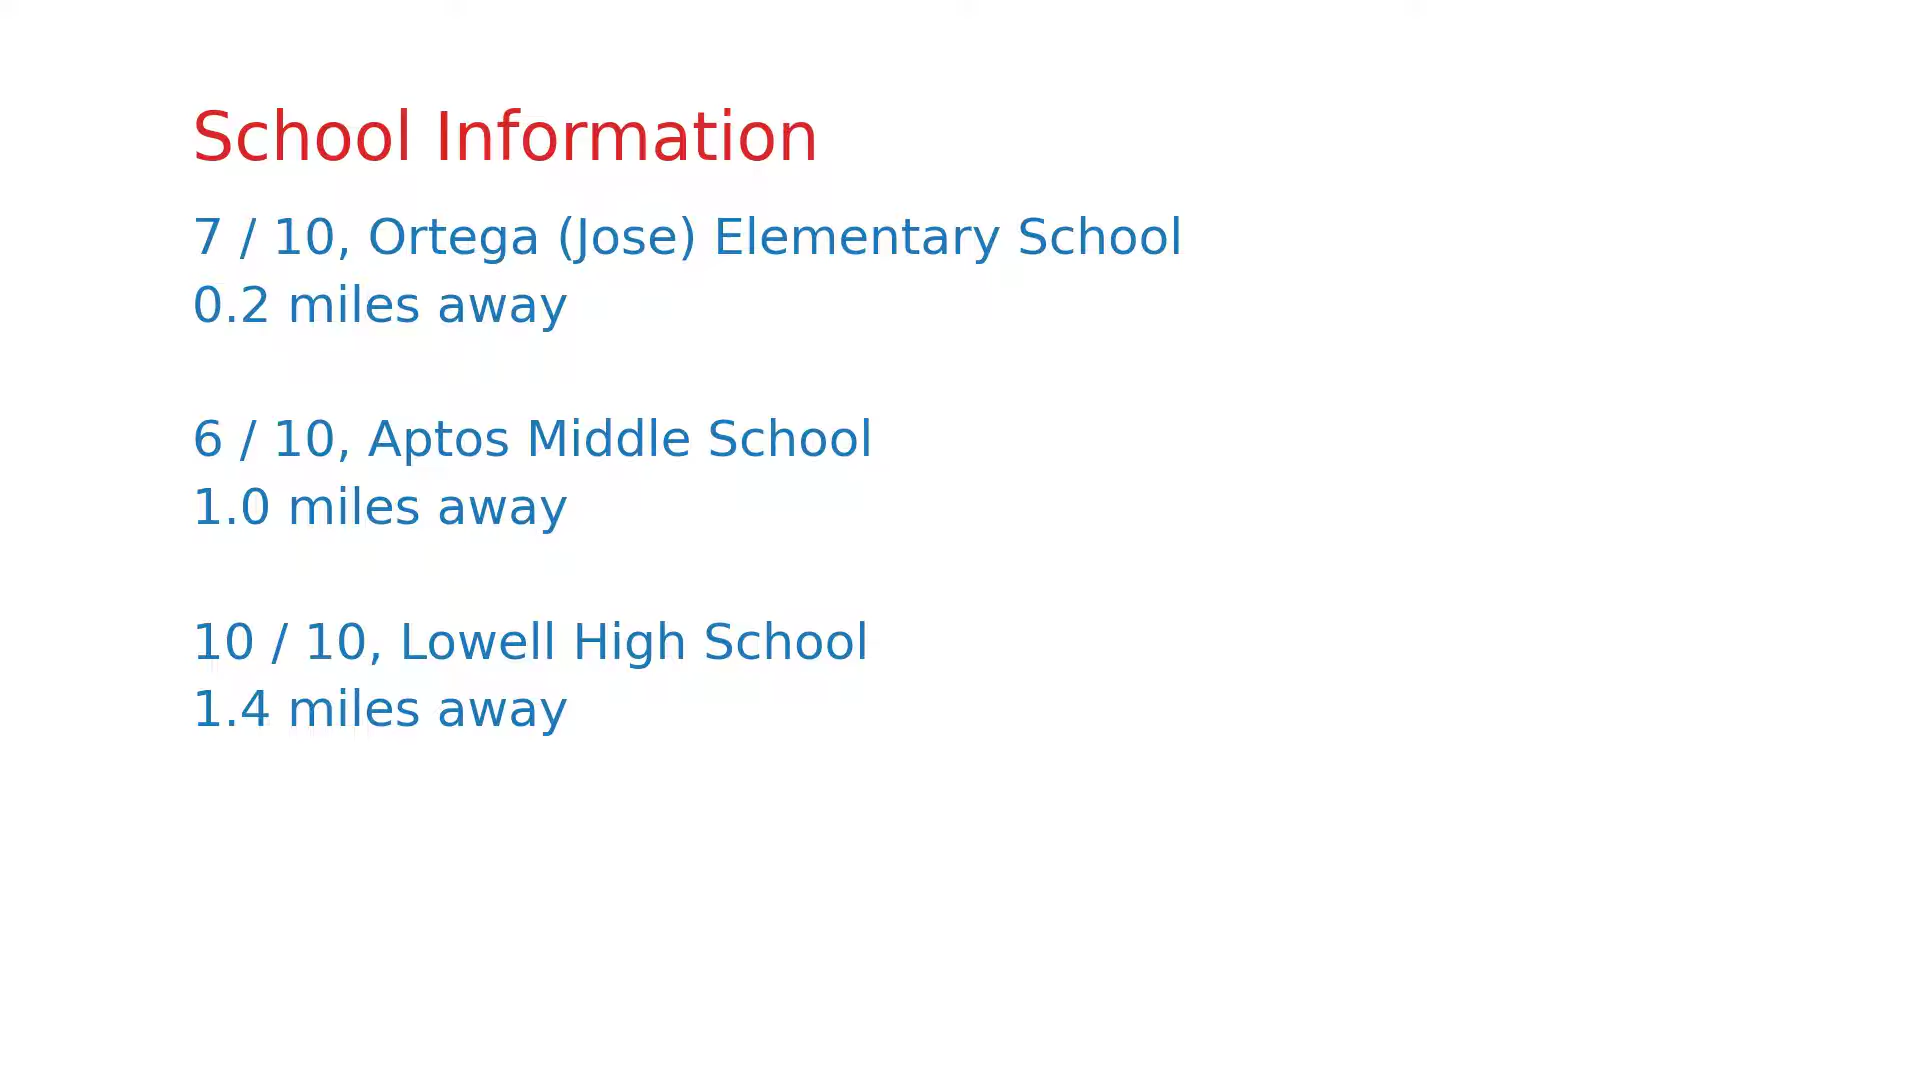 School Information
7 / 10, Ortega (Jose) Elementary School
0.2 miles away
6 / 10, Aptos Middle School
1.0 miles away
10 / 10, Lowell High School
1.4 miles away